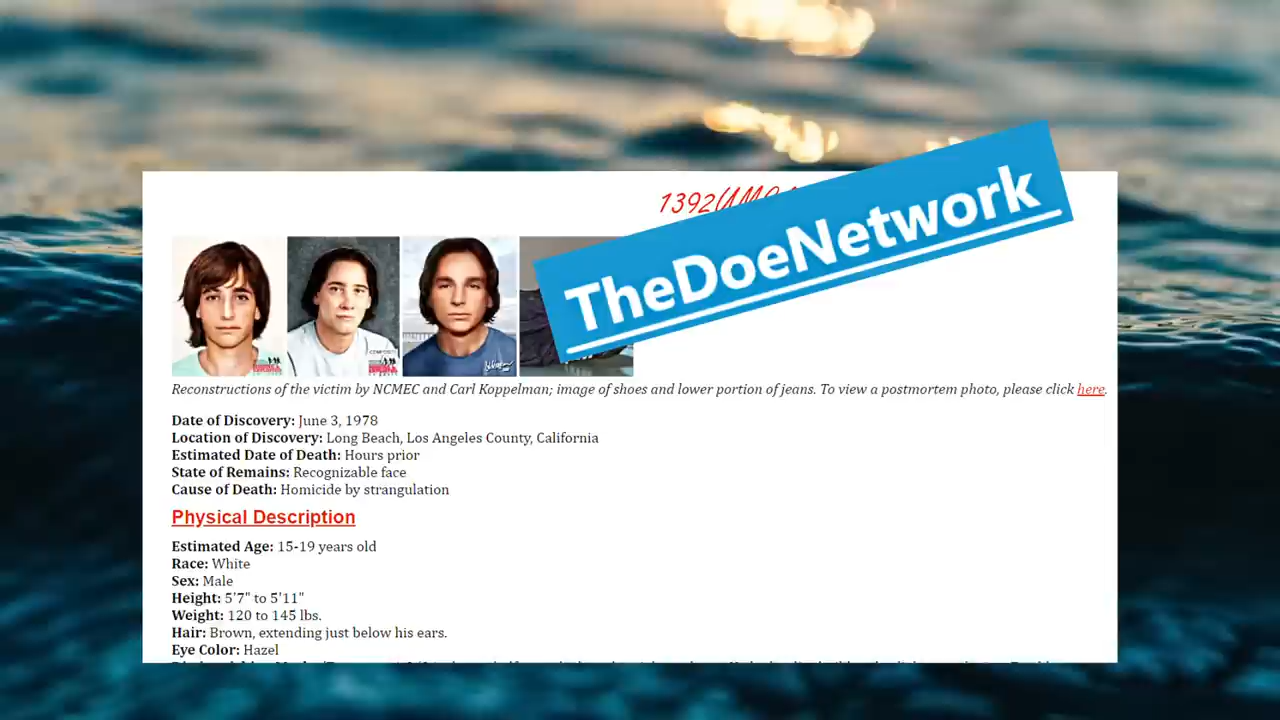 1392UM
TheDoeNetwork
Reconstructions of the victim by NCMEC and Carl Koppelman; image of shoes and lower portion of jeans. To view a postmortem photo, please click here.
Date of Discovery: June 3, 1978
Location of Discovery: Long Beach, Los Angeles County, California
Estimated Date of Death: Hours prior
State of Remains: Recognizable face
Cause of Death: Homicide by strangulation
Physical Description
Estimated Age: 15-19 years old
Race: White
Sex: Male
Height: 5'7" to 5'11"
Weight: 120 to 145 lbs.
Hair: Brown, extending just below his ears.
Eye Color: Hazel